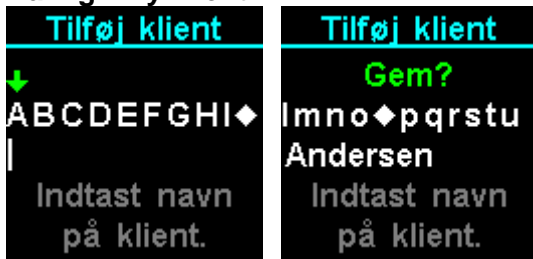 Tilføj klient
ABCDEFGHI◆
Indtast navn
på klient.
Tilføj klient
Gem?
lmno◆pqrstu
Andersen
Indtast navn
på klient.